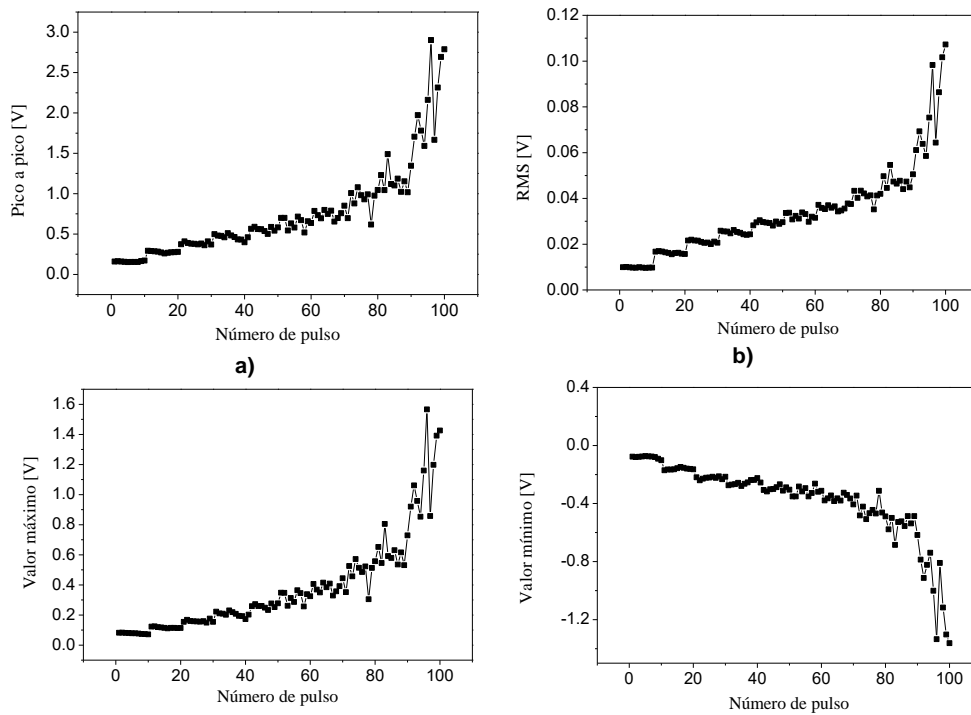 3.0
2.5
2.0
1.5
1.0
0.5
0.0
Pico a pico [V]
0 20 40 60 80 100
Número de pulso
a)
0.12
0.10
0.08
0.06
0.04
0.02
0.00
RMS [V]
0 20 40 60 80 100
Número de pulso
b)
1.6
1.4
1.2
1.0
0.8
0.6
0.4
0.2
0.0
Valor máximo [V]
0 20 40 60 80 100
Número de pulso
0.4
0.0
-0.4
-0.8
-1.2
Valor mínimo [V]
0 20 40 60 80 100
Número de pulso